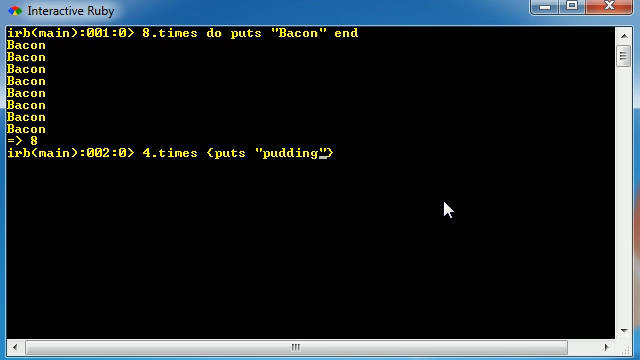 Interactive Ruby
irb(main):001:0> 8.times do puts "Bacon" end
Bacon
Bacon
Bacon
Bacon
Bacon
Bacon
Bacon
Bacon
=> 8
irb(main):002:0> 4.times {puts "pudding"}